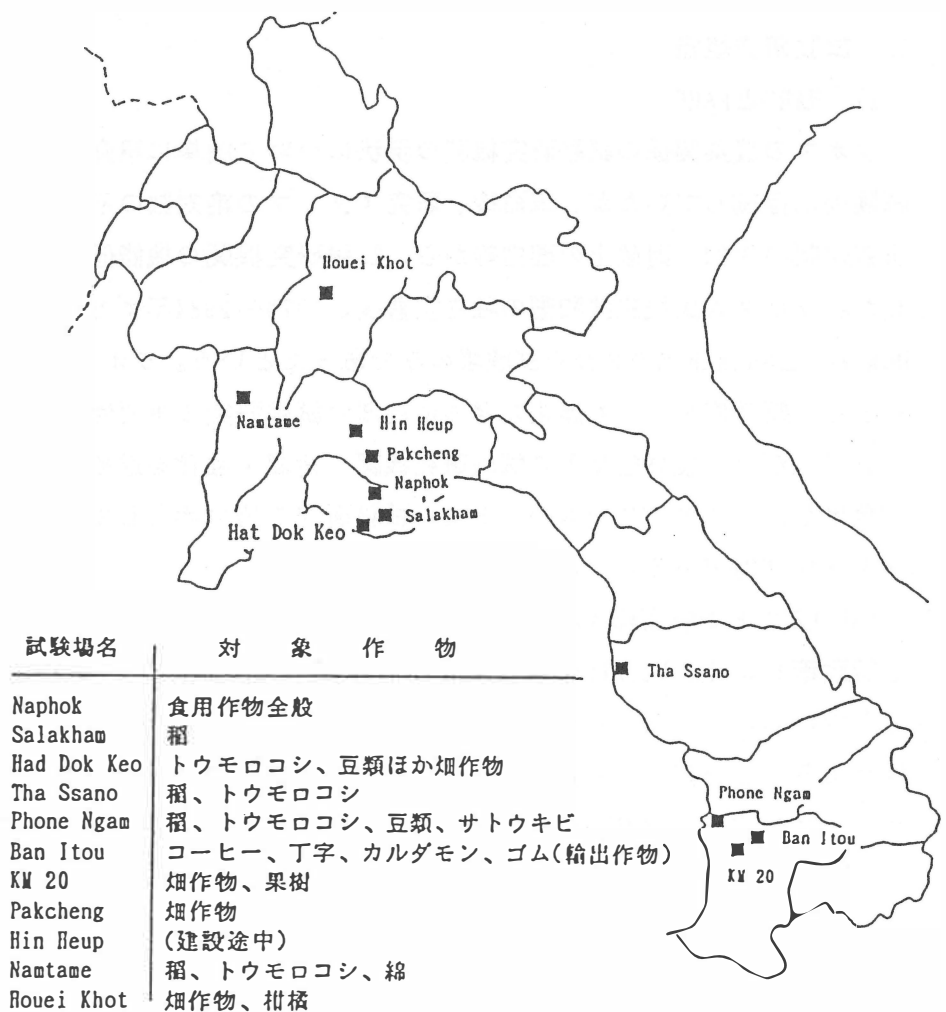 Houei Khot
Namtame
Hin Heup
Pakcheng
Naphok
Salakham
Hat Dok Keo
Tha Ssano
Phone Ngam
Ban Itou
KM 20
試験場名 対象作物
Naphok 食用作物全般
Salakham 稲
Had Dok Keo トウモロコシ、豆類ほか畑作物
Tha Ssano 稲、トウモロコシ
Phone Ngam 稲、トウモロコシ、豆類、サトウキビ
Ban Itou コーヒー、丁字、カルダモン、ゴム(輸出作物)
KM 20 畑作物、果樹
Pakcheng 畑作物
Hin Heup (建設途中)
Namtame 稲、トウモロコシ、綿
Houei Khot 畑作物、柑橘